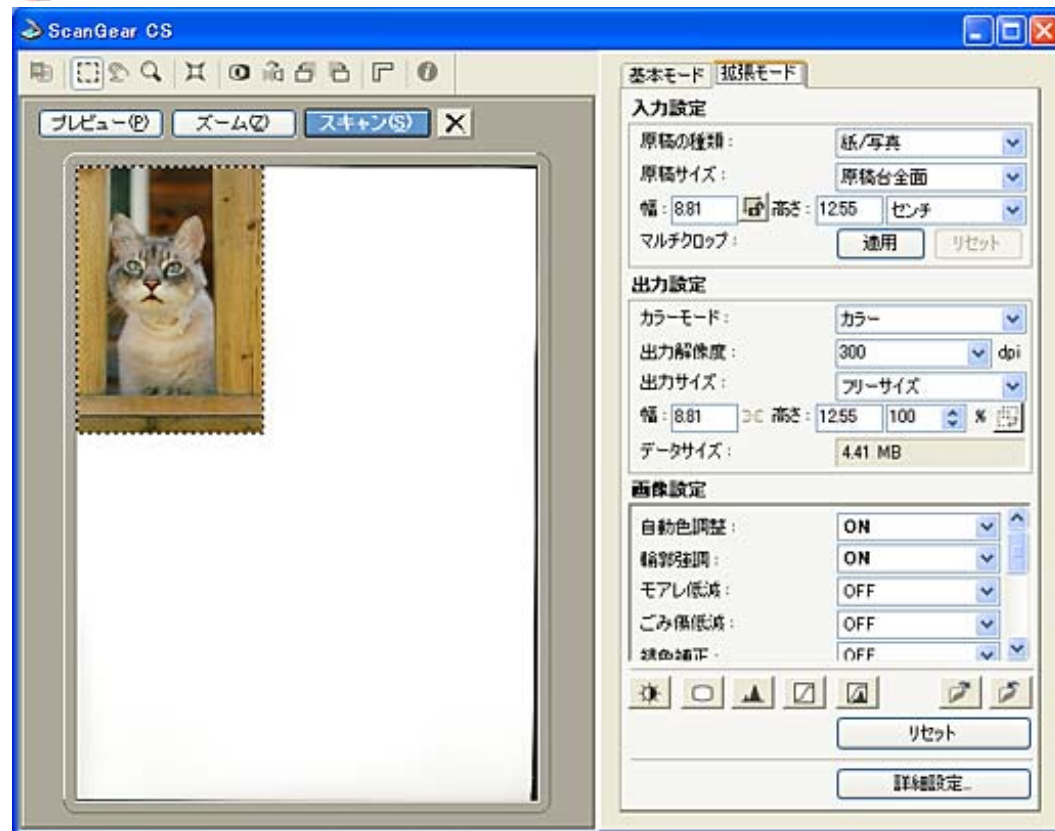 ScanGear CS
プレビュー(P) ズーム(Z) スキャン(S)
基本モード 拡張モード
入力設定
原稿の種類： 紙/写真
原稿サイズ： 原稿台全面
幅：8.81 高さ：12.55 センチ
マルチクロップ： 適用 リセット
出力設定
カラーモード： カラー
出力解像度： 300 dpi
出力サイズ： フリーサイズ
幅：8.81 高さ：12.55 100 %
データサイズ： 4.41 MB
画像設定
自動色調整： ON
輪郭強調： ON
モアレ低減： OFF
ごみ傷低減： OFF
褪色補正： OFF
リセット
詳細設定...